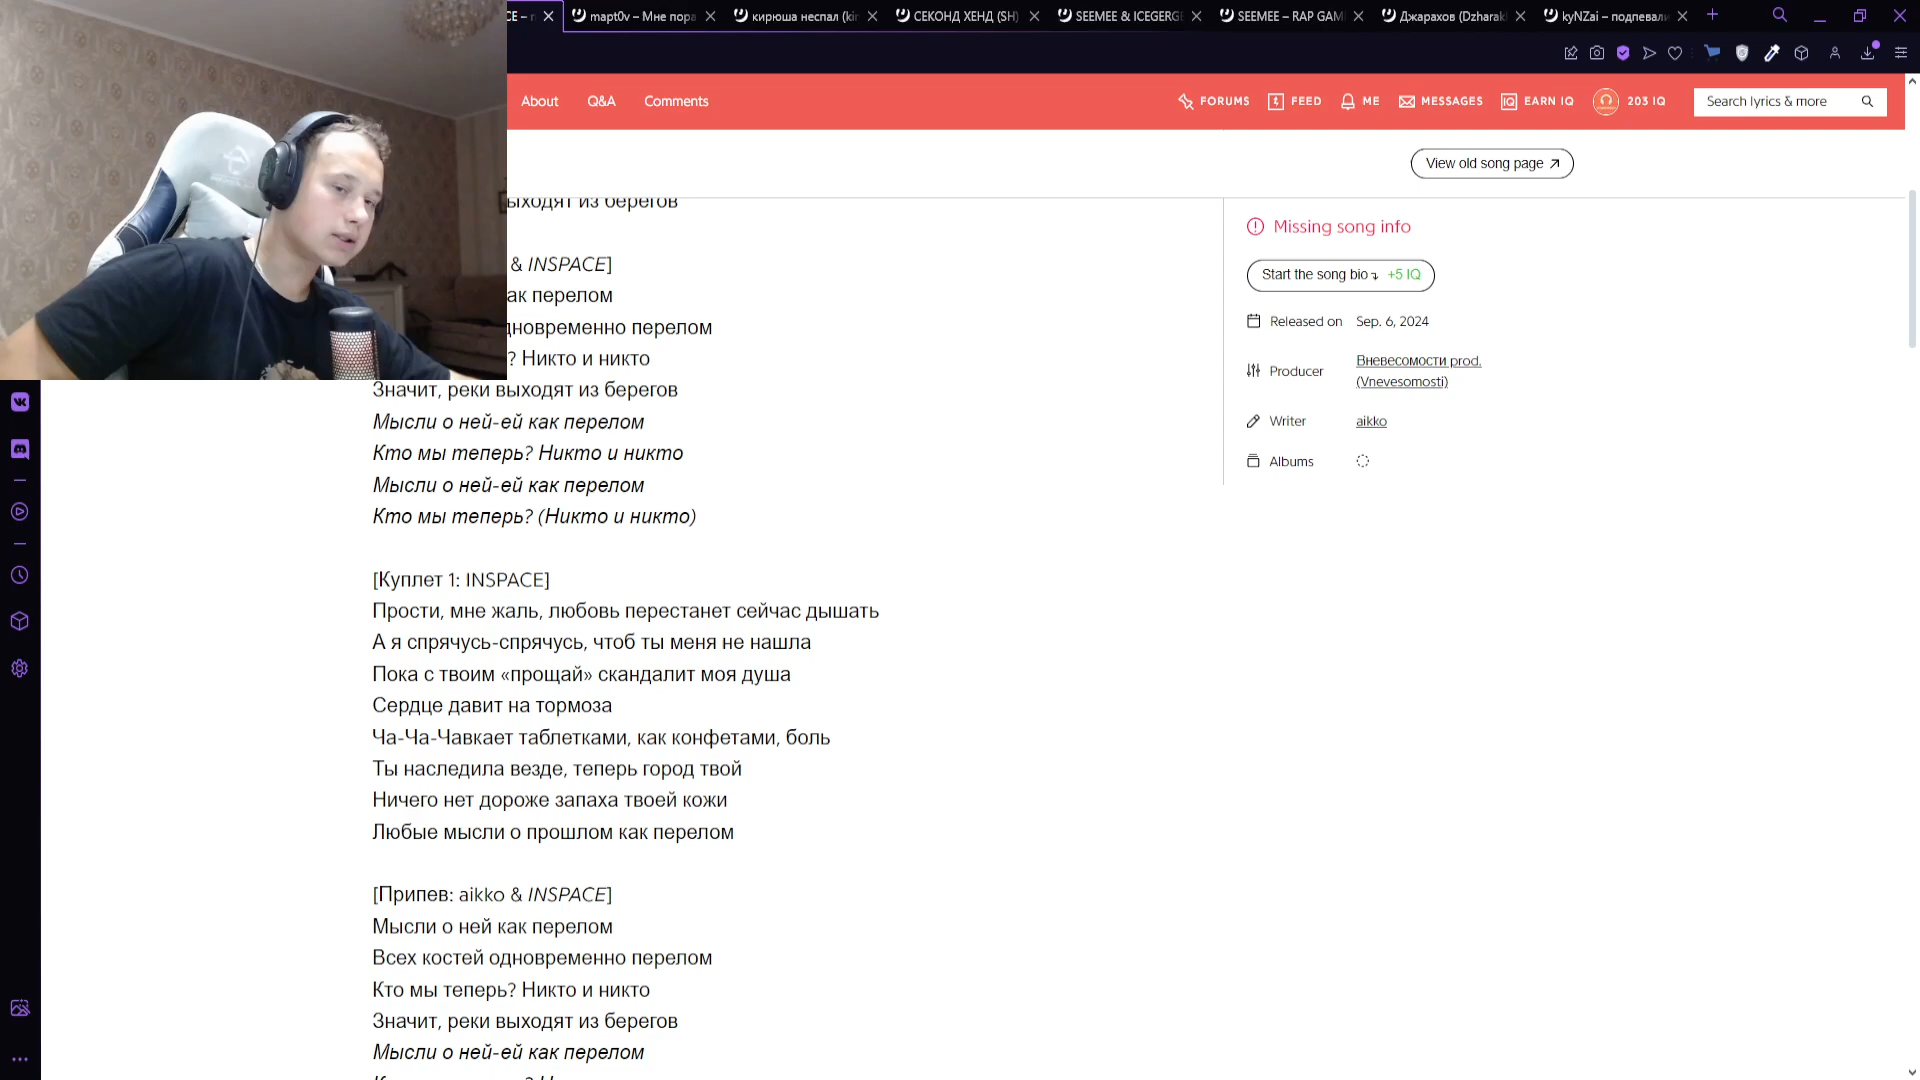 CE – п
mapt0v – Мне пора
кирюша неспал (kir
СЕКОНД ХЕНД (SH)
SEEMEE & ICEGERGE
SEEMEE – RAP GAM
Джарахов (Dzharak
kyNZai – подпевали
About Q&A Comments
FORUMS FEED ME MESSAGES EARN IQ 203 IQ Search lyrics & more
View old song page
ыходят из берегов
& INSPACE]
ак перелом
дновременно перелом
? Никто и никто
Значит, реки выходят из берегов
Мысли о ней-ей как перелом
Кто мы теперь? Никто и никто
Мысли о ней-ей как перелом
Кто мы теперь? (Никто и никто)
[Куплет 1: INSPACE]
Прости, мне жаль, любовь перестанет сейчас дышать
А я спрячусь-спрячусь, чтоб ты меня не нашла
Пока с твоим «прощай» скандалит моя душа
Сердце давит на тормоза
Ча-Ча-Чавкает таблетками, как конфетами, боль
Ты наследила везде, теперь город твой
Ничего нет дороже запаха твоей кожи
Любые мысли о прошлом как перелом
[Припев: aikko & INSPACE]
Мысли о ней как перелом
Всех костей одновременно перелом
Кто мы теперь? Никто и никто
Значит, реки выходят из берегов
Мысли о ней-ей как перелом
Missing song info
Start the song bio +5 IQ
Released on Sep. 6, 2024
Producer Вневесомости prod.
(Vnevesomosti)
Writer aikko
Albums